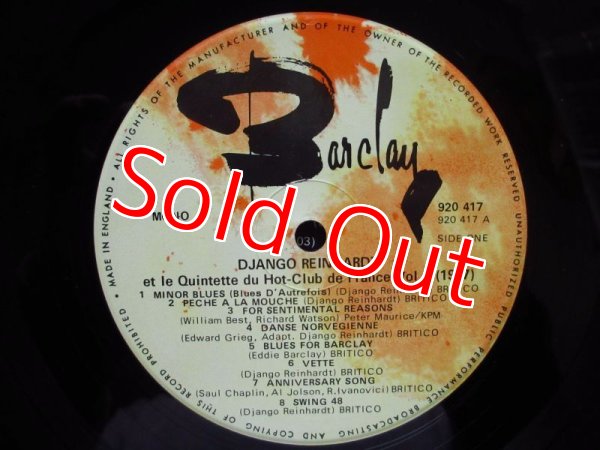 ALL RIGHTS OF THE MANUFACTURER AND OF THE OWNER OF THE RECORDED WORK RESERVED UNAUTHORIZED PUBLIC PERFORMANCE BROADCASTING AND COPYING OF THIS RECORD PROHIBITED • MADE IN ENGLAND •
Barclay
Sold Out
920 417
920 417 A
SIDE ONE
DJANGO REINHARDT
et le Quintette du Hot-Club de France
1 MINOR BLUES (Blues D'Autrefois) (Django Reinhardt) BRITICO
2 PECHE A LA MOUCHE (Django Reinhardt) BRITICO
3 FOR SENTIMENTAL REASONS
(William Best, Richard Watson) Peter Maurice/KPM
4 DANSE NORVEGIENNE
(Edward Grieg, Adapt. Django Reinhardt) BRITICO
5 BLUES FOR BARCLAY
(Eddie Barclay) BRITICO
6 VETTE
(Django Reinhardt) BRITICO
7 ANNIVERSARY SONG
(Saul Chaplin, Al Jolson, R.(Ivanovici) BRITICO
8 SWING 48
(Django Reinhardt) BRITICO